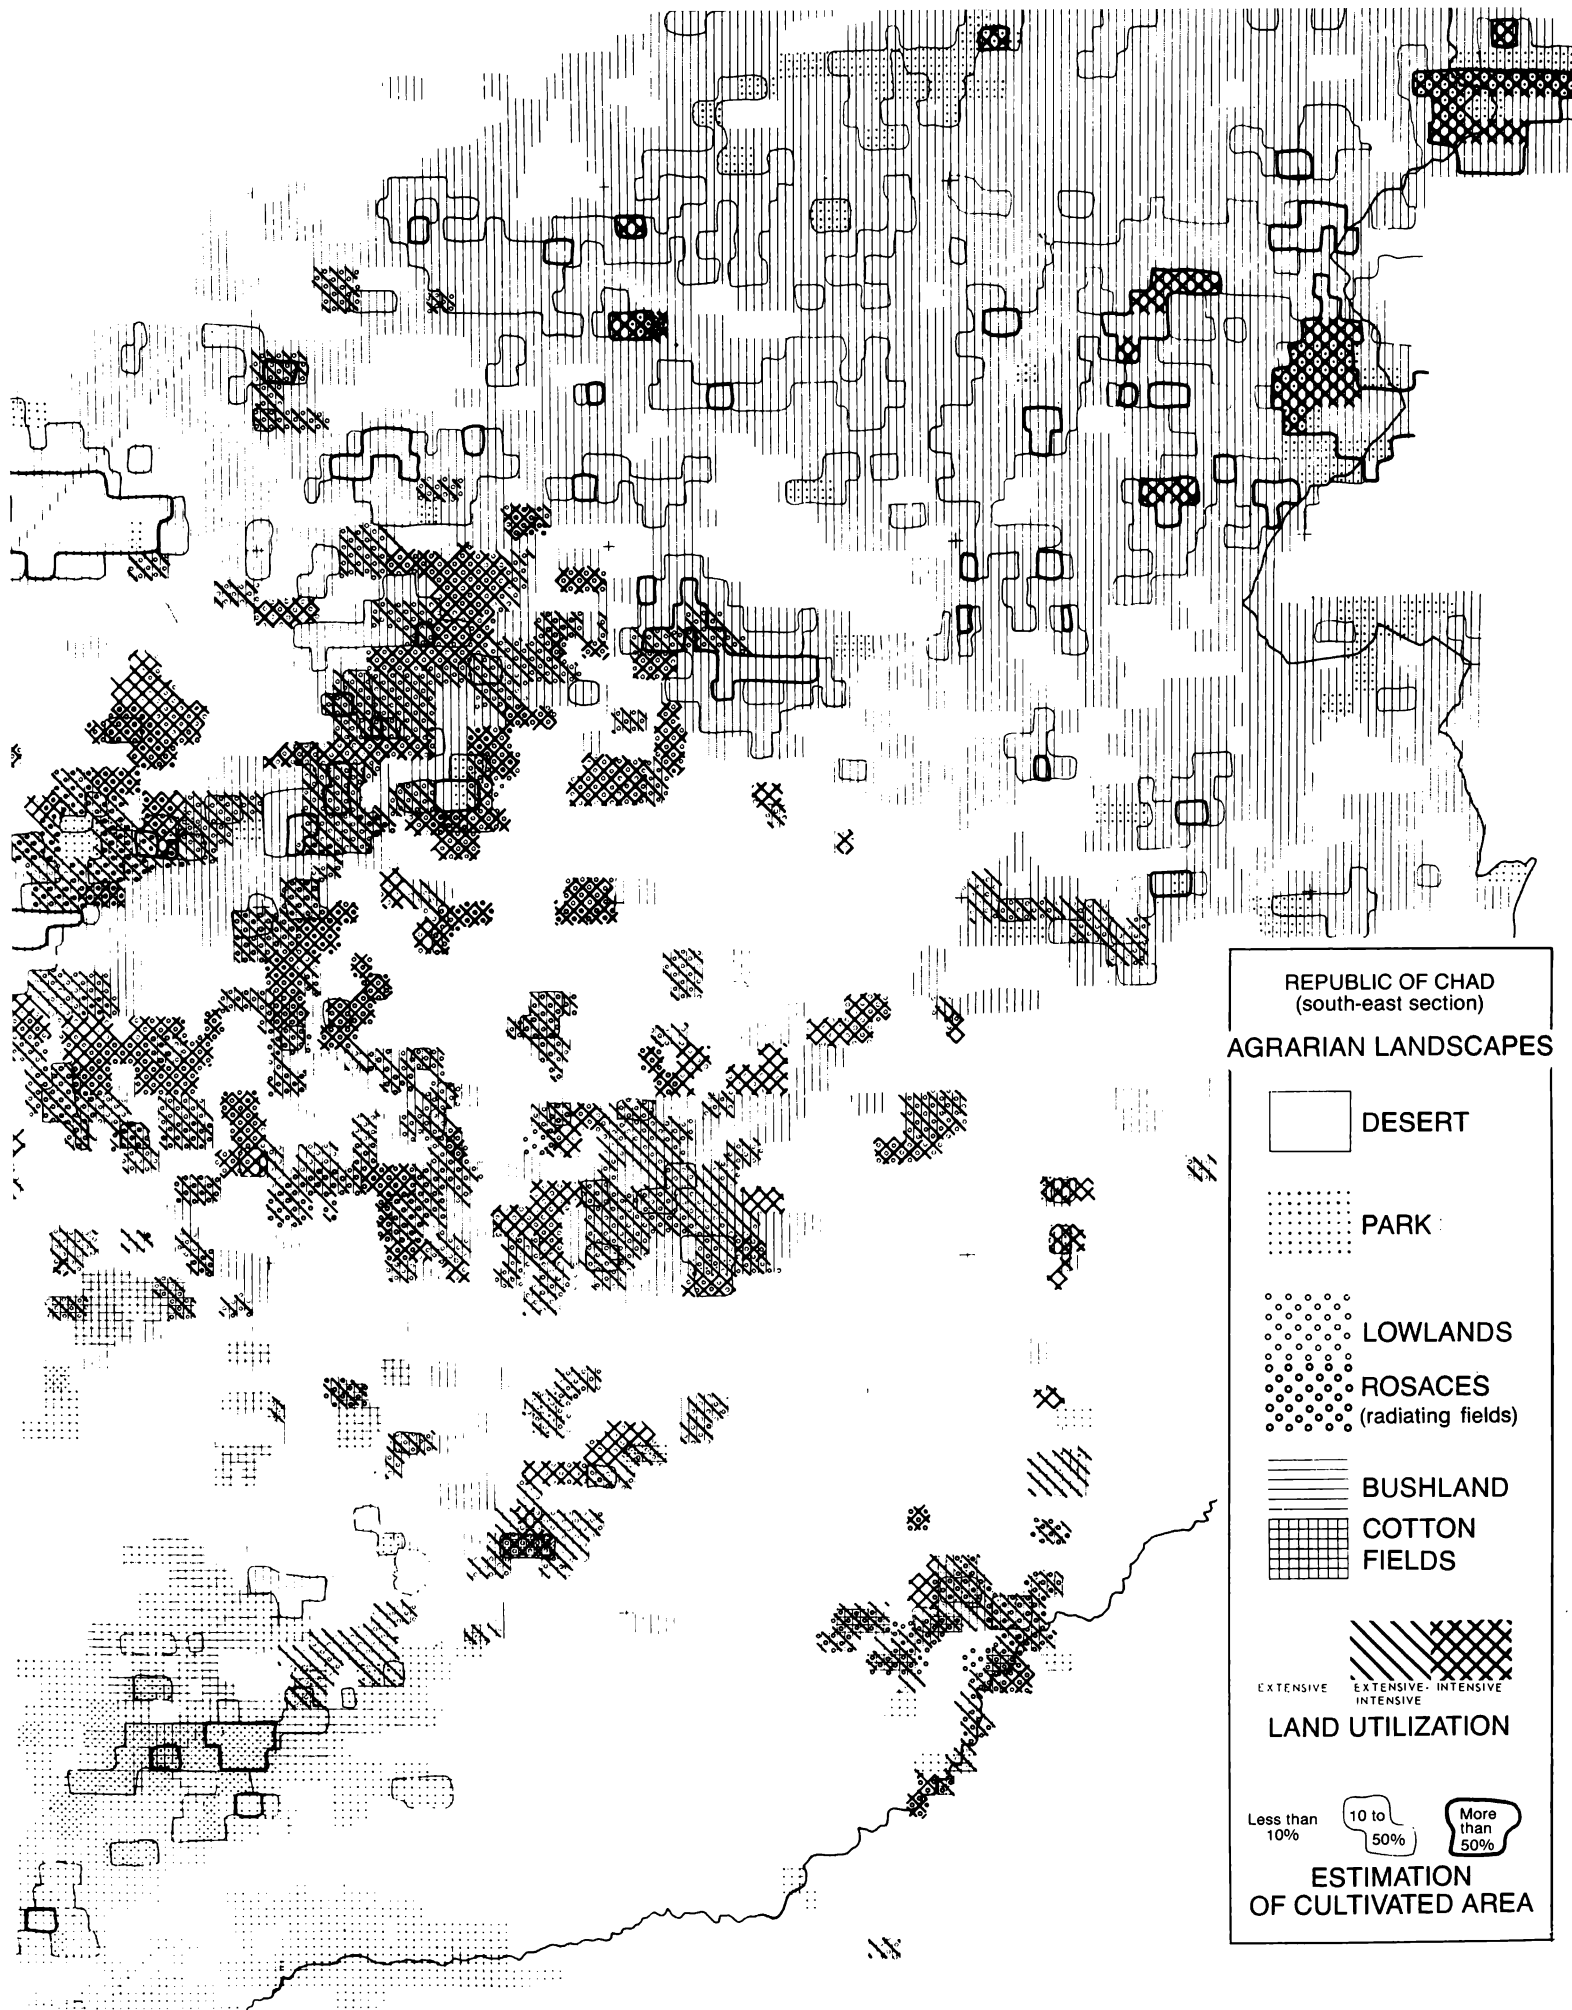 REPUBLIC OF CHAD
(south-east section)
AGRARIAN LANDSCAPES
DESERT
PARK
LOWLANDS
ROSACES
(radiating fields)
BUSHLAND
COTTON
FIELDS
EXTENSIVE EXTENSIVE- INTENSIVE
INTENSIVE
LAND UTILIZATION
Less than
10%
10 to
50%
More
than
50%
ESTIMATION
OF CULTIVATED AREA